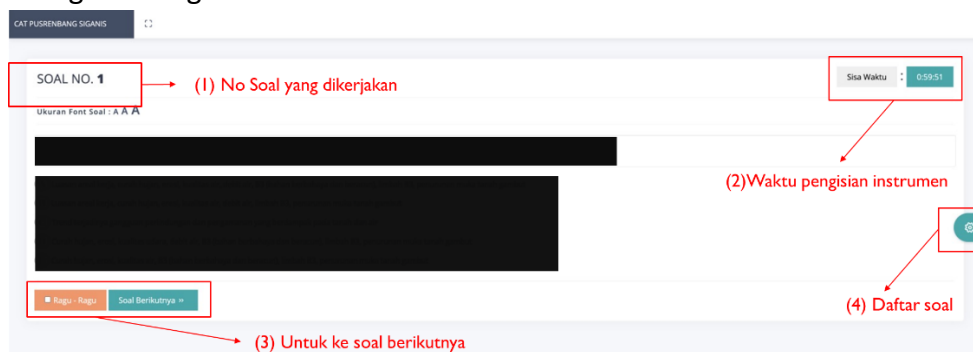 CAT PUSRENBANG SIGANIS
SOAL NO. 1
(1) No Soal yang dikerjakan
Sisa Waktu : 0:59:51
Ukuran Font Soal : A A A
(2)Waktu pengisian instrumen
Ragu - Ragu
Soal Berikutnya »
(4) Daftar soal
(3) Untuk ke soal berikutnya